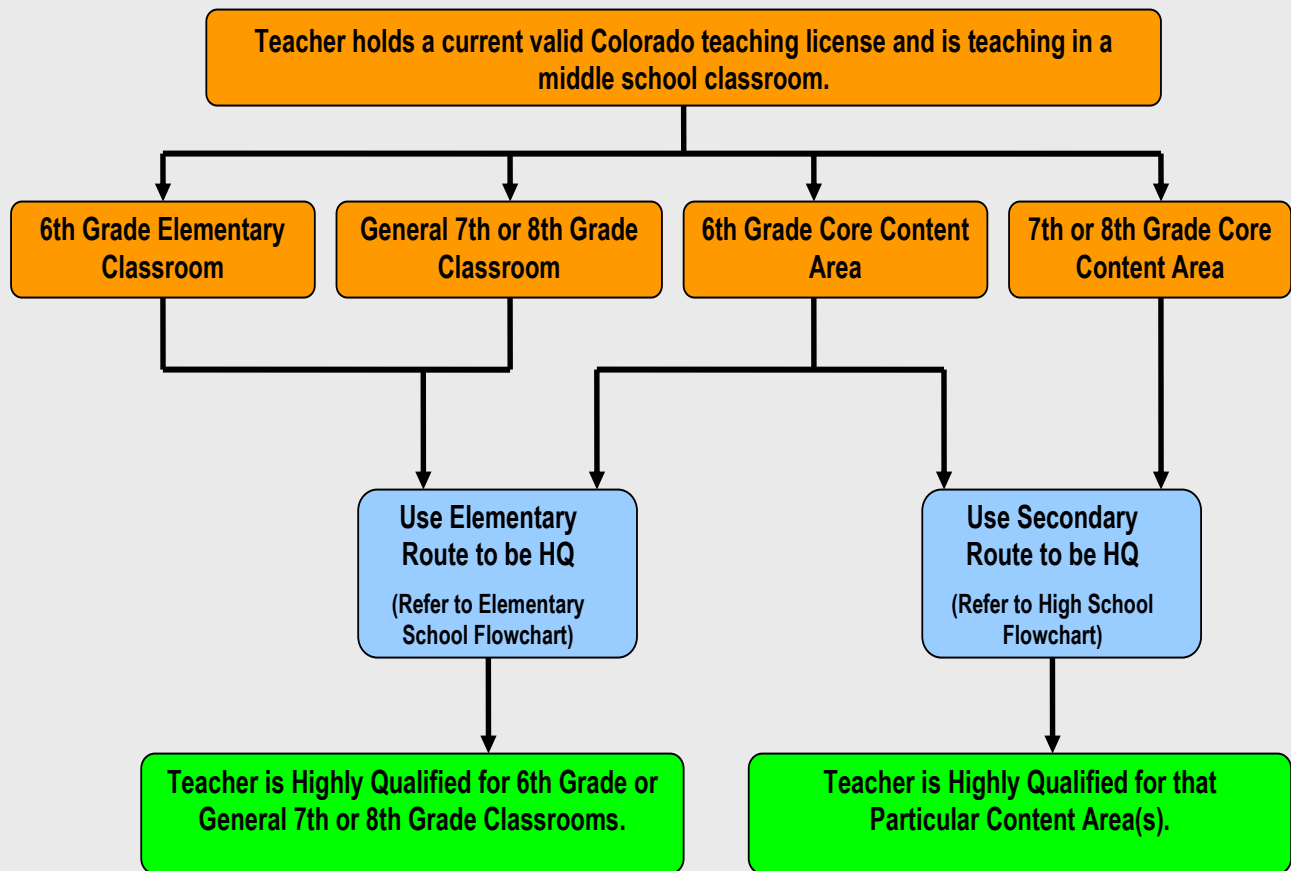 Teacher holds a current valid Colorado teaching license and is teaching in a
middle school classroom.
6th Grade Elementary
Classroom
General 7th or 8th Grade
Classroom
6th Grade Core Content
Area
7th or 8th Grade Core
Content Area
Use Elementary
Route to be HQ
(Refer to Elementary
School Flowchart)
Use Secondary
Route to be HQ
(Refer to High School
Flowchart)
Teacher is Highly Qualified for 6th Grade or
General 7th or 8th Grade Classrooms.
Teacher is Highly Qualified for that
Particular Content Area(s).